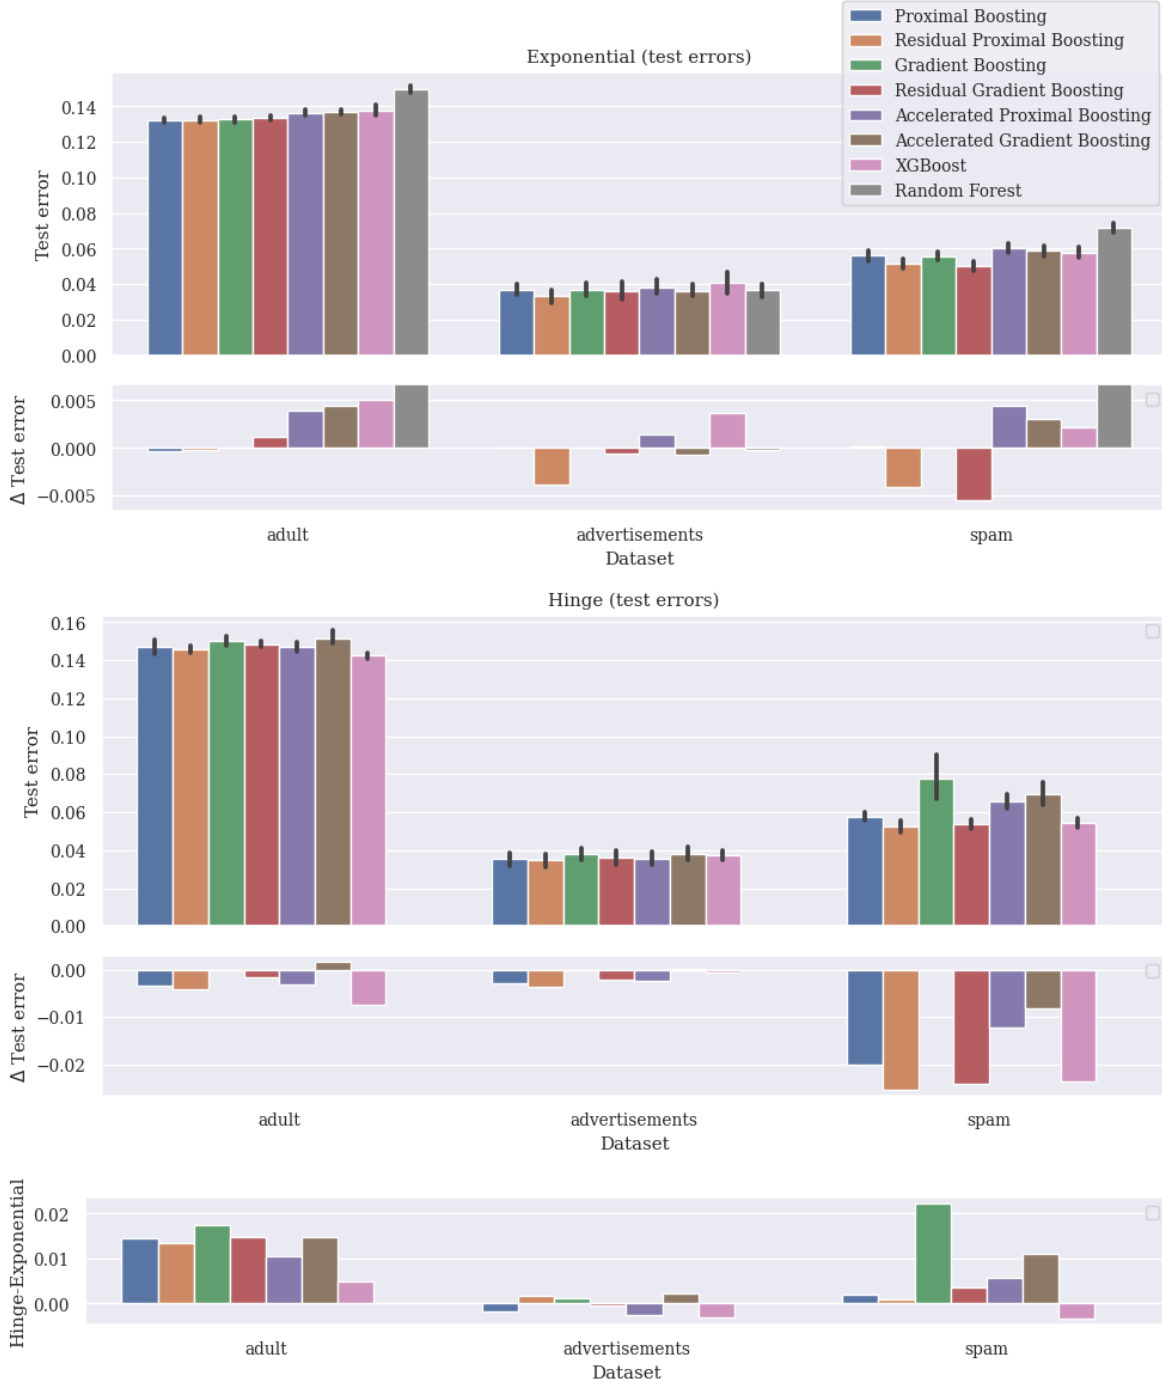 Proximal Boosting
Residual Proximal Boosting
Gradient Boosting
Residual Gradient Boosting
Accelerated Proximal Boosting
Accelerated Gradient Boosting
XGBoost
Random Forest
Exponential (test errors)
Test error
0.14
0.12
0.10
0.08
0.06
0.04
0.02
0.00
Δ Test error
0.005
0.000
−0.005
adult advertisements spam
Dataset
Hinge (test errors)
Test error
0.16
0.14
0.12
0.10
0.08
0.06
0.04
0.02
0.00
Δ Test error
0.00
−0.01
−0.02
adult advertisements spam
Dataset
Hinge-Exponential
0.02
0.01
0.00
adult advertisements spam
Dataset